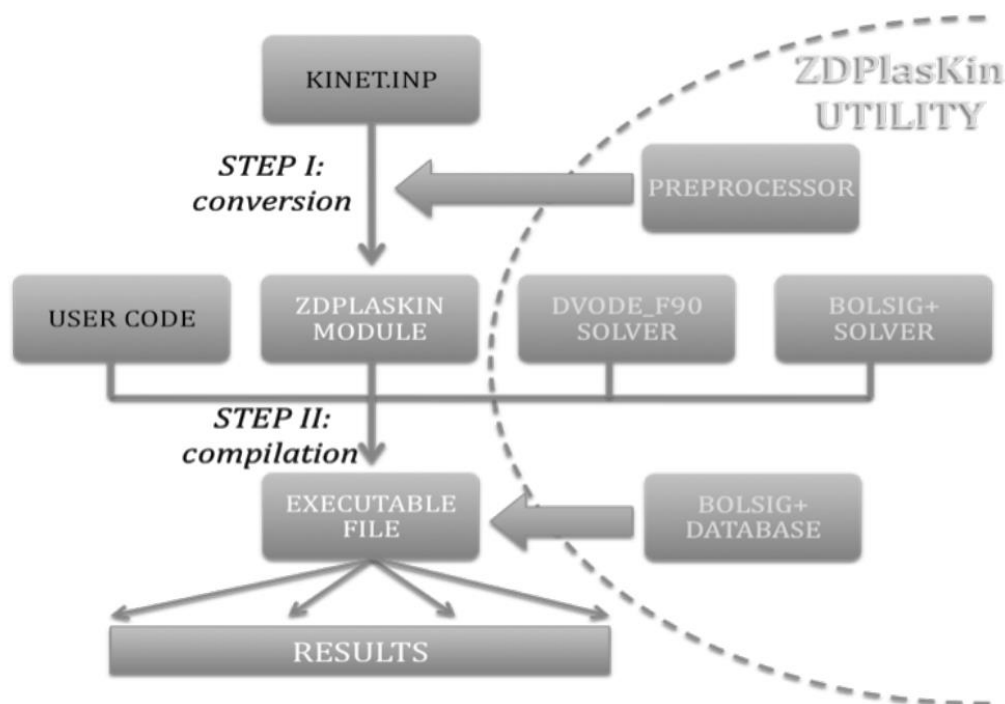 KINET.INP
ZDPlasKin
UTILITY
STEP I:
conversion
PREPROCESSOR
USER CODE
ZDPLASKIN
MODULE
DVODE_F90
SOLVER
BOLSIG+
SOLVER
STEP II:
compilation
EXECUTABLE
FILE
BOLSIG+
DATABASE
RESULTS